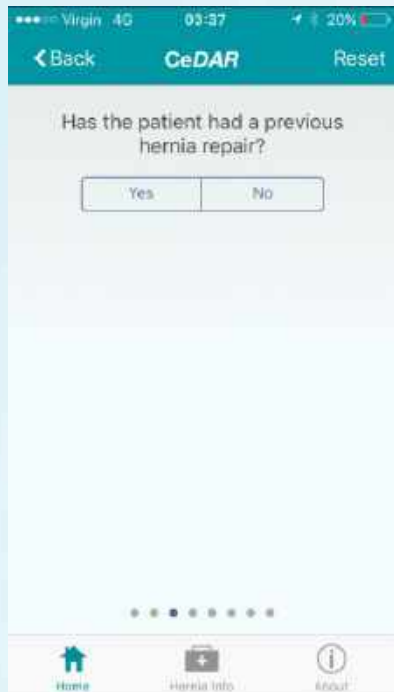 Virgin 4G 03:37 20%
Back CeDAR Reset
Has the patient had a previous
hernia repair?
Yes No
Home Hernia Info About